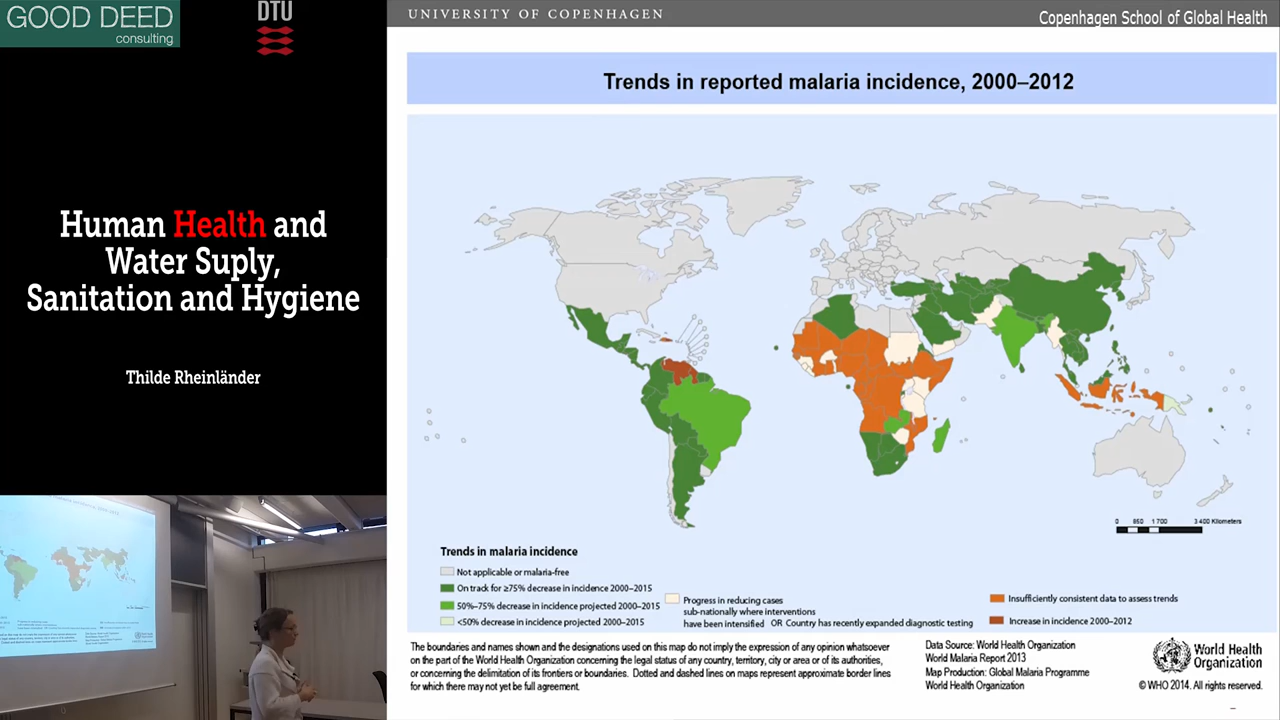 GOOD DEED
consulting
DTU
UNIVERSITY OF COPENHAGEN
Copenhagen School of Global Health
Human Health and
Water Suply,
Sanitation and Hygiene
Thilde Rheinländer
Trends in reported malaria incidence, 2000–2012
0 850 1 700 3 400 Kilometers
Trends in malaria incidence
Not applicable or malaria-free
On track for ≥75% decrease in incidence 2000–2015
50%–75% decrease in incidence projected 2000–2015
<50% decrease in incidence projected 2000–2015
Progress in reducing cases
sub-nationally where interventions
have been intensified OR Country has recently expanded diagnostic testing
Insufficiently consistent data to assess trends
Increase in incidence 2000–2012
The boundaries and names shown and the designations used on this map do not imply the expression of any opinion whatsoever
on the part of the World Health Organization concerning the legal status of any country, territory, city or area or of its authorities,
or concerning the delimitation of its frontiers or boundaries. Dotted and dashed lines on maps represent approximate border lines
for which there may not yet be full agreement.
Data Source: World Health Organization
World Malaria Report 2013
Map Production: Global Malaria Programme
World Health Organization
World Health
Organization
© WHO 2014. All rights reserved.